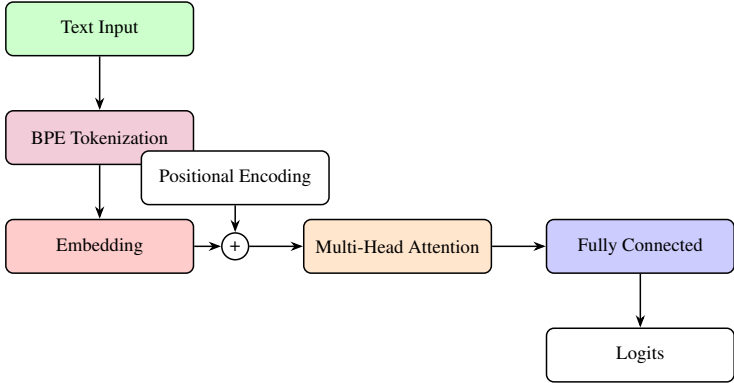 Text Input
BPE Tokenization
Positional Encoding
Embedding
+
Multi-Head Attention
Fully Connected
Logits